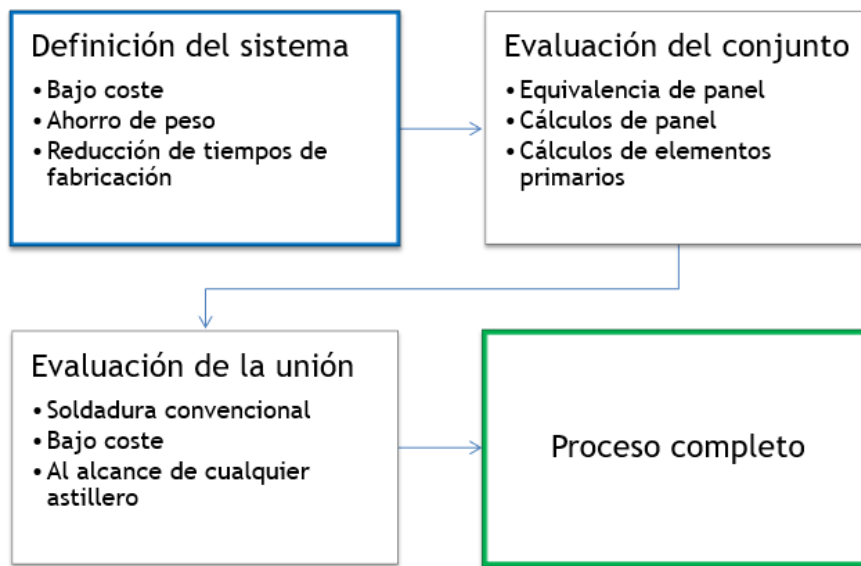 Definición del sistema
• Bajo coste
• Ahorro de peso
• Reducción de tiempos de
fabricación
Evaluación del conjunto
• Equivalencia de panel
• Cálculos de panel
• Cálculos de elementos
primarios
Evaluación de la unión
• Soldadura convencional
• Bajo coste
• Al alcance de cualquier
astillero
Proceso completo